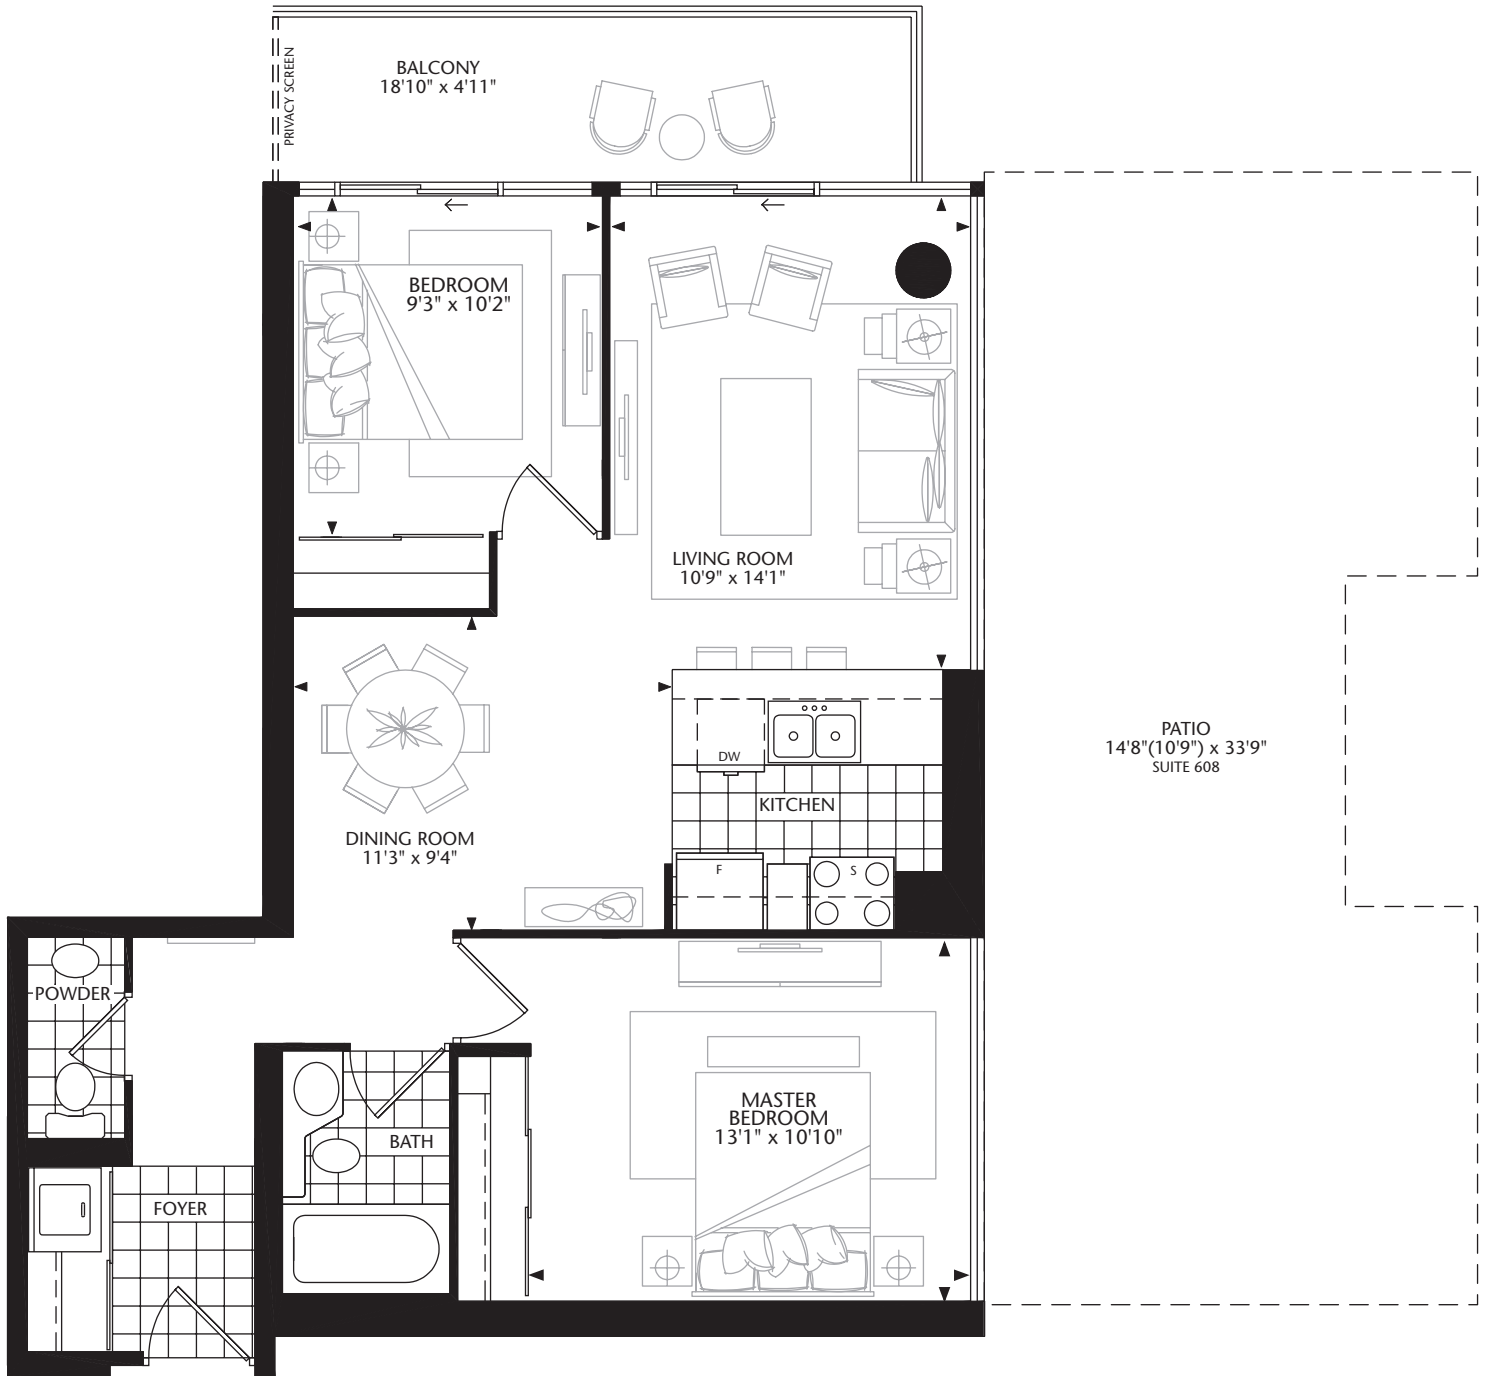 BALCONY
18'10" x 4'11"
PRIVACY SCREEN
BEDROOM
9'3" x 10'2"
LIVING ROOM
10'9" x 14'1"
PATIO
14'8"(10'9") x 33'9"
SUITE 608
DW
KITCHEN
DINING ROOM
11'3" x 9'4"
F
S
POWDER
MASTER
BEDROOM
13'1" x 10'10"
BATH
FOYER